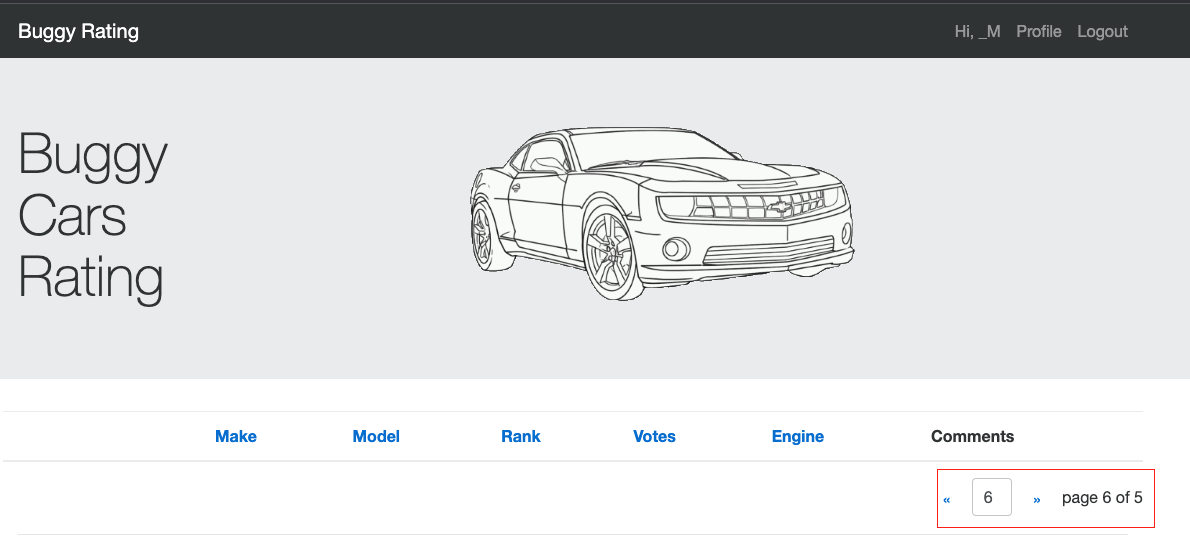 Buggy Rating
Hi, _M Profile Logout
Buggy
Cars
Rating
Make Model Rank Votes Engine Comments
« 6 » page 6 of 5